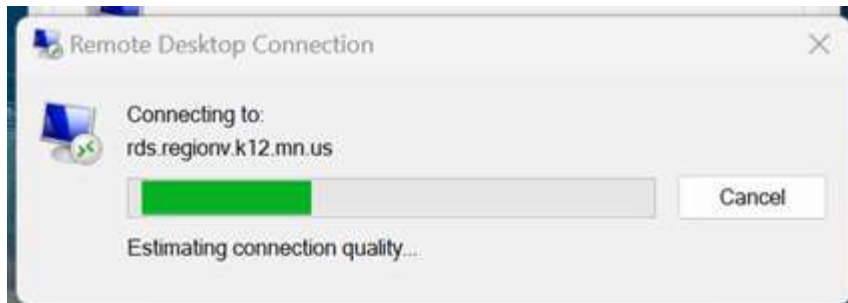 Remote Desktop Connection
Connecting to:
rds.regionv.k12.mn.us
Cancel
Estimating connection quality...